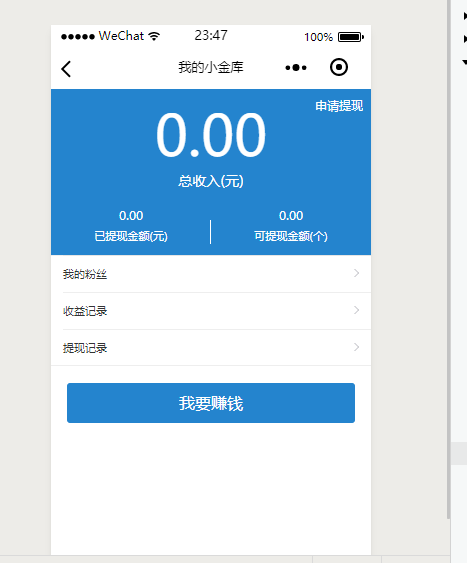 WeChat 23:47 100%
我的小金库
申请提现
0.00
总收入(元)
0.00 0.00
已提现金额(元) 可提现金额(个)
我的粉丝
收益记录
提现记录
我要赚钱